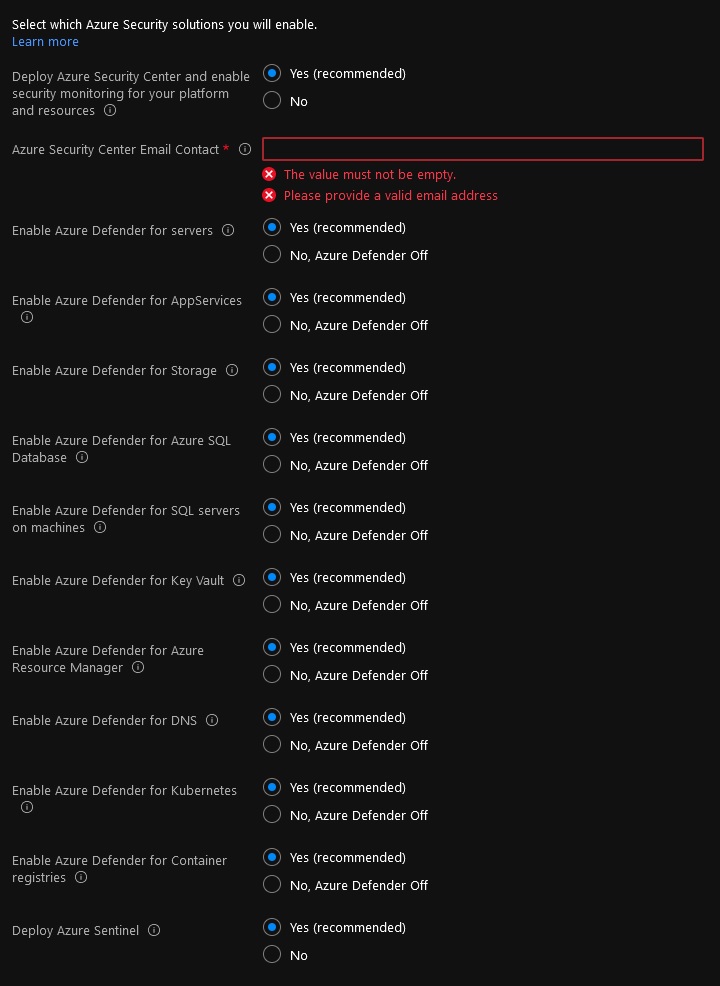 Select which Azure Security solutions you will enable.
Learn more
Deploy Azure Security Center and enable
security monitoring for your platform
and resources
Yes (recommended)
No
Azure Security Center Email Contact *
The value must not be empty.
Please provide a valid email address
Enable Azure Defender for servers
Yes (recommended)
No, Azure Defender Off
Enable Azure Defender for AppServices
Yes (recommended)
No, Azure Defender Off
Enable Azure Defender for Storage
Yes (recommended)
No, Azure Defender Off
Enable Azure Defender for Azure SQL
Database
Yes (recommended)
No, Azure Defender Off
Enable Azure Defender for SQL servers
on machines
Yes (recommended)
No, Azure Defender Off
Enable Azure Defender for Key Vault
Yes (recommended)
No, Azure Defender Off
Enable Azure Defender for Azure
Resource Manager
Yes (recommended)
No, Azure Defender Off
Enable Azure Defender for DNS
Yes (recommended)
No, Azure Defender Off
Enable Azure Defender for Kubernetes
Yes (recommended)
No, Azure Defender Off
Enable Azure Defender for Container
registries
Yes (recommended)
No, Azure Defender Off
Deploy Azure Sentinel
Yes (recommended)
No